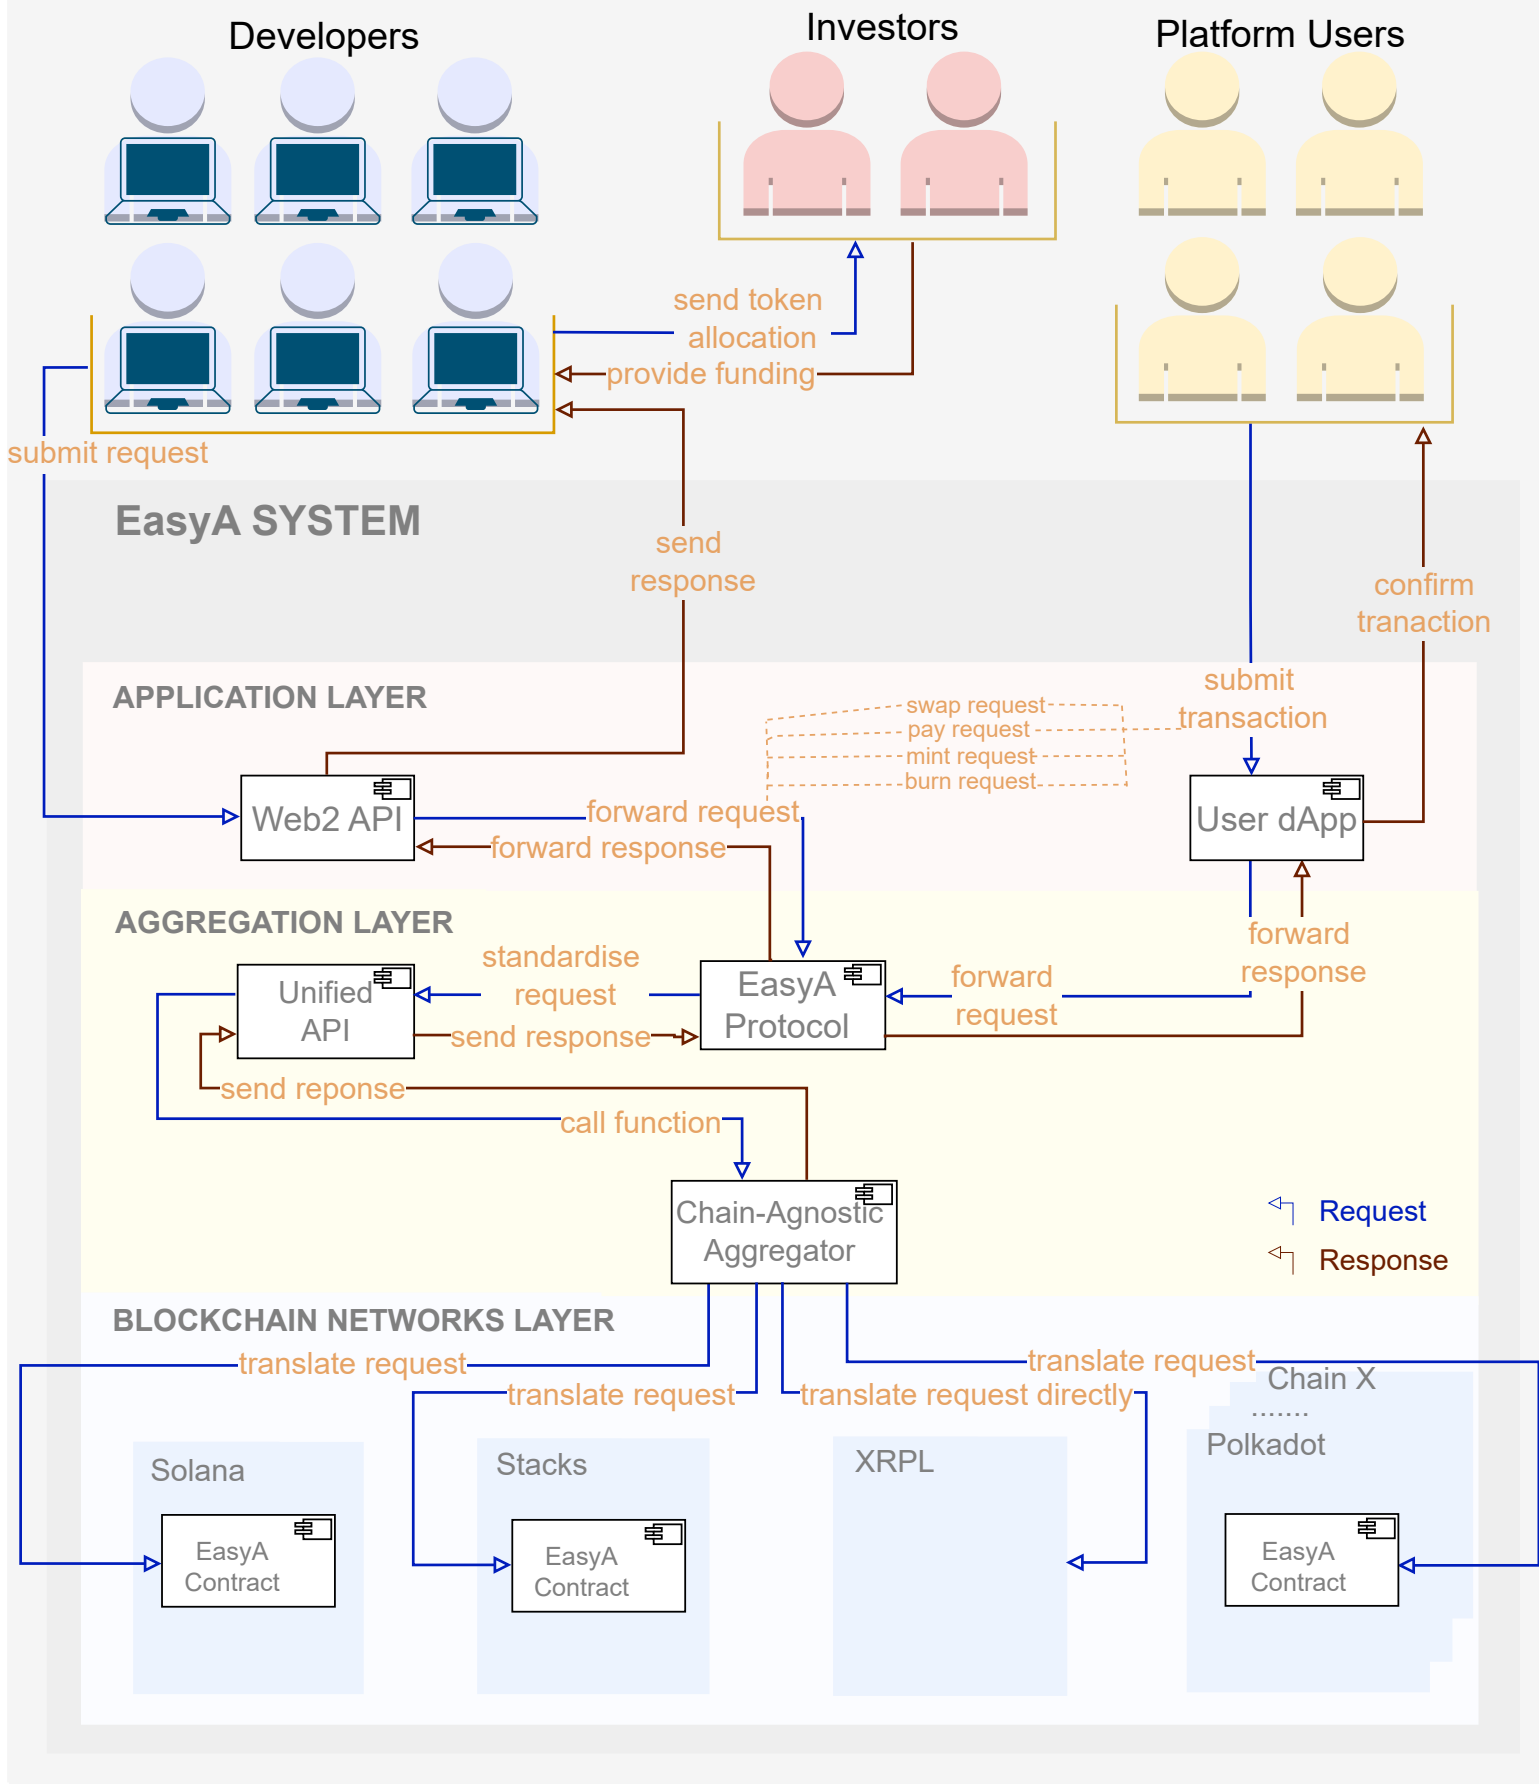 Developers
Investors
Platform Users
send token
allocation
provide funding
submit request
EasyA SYSTEM
send
response
confirm
tranaction
APPLICATION LAYER
submit
transaction
swap request
pay request
mint request
burn request
Web2 API
forward request
forward response
User dApp
AGGREGATION LAYER
forward
response
standardise
request
Unified
API
EasyA
Protocol
forward
request
send response
send reponse
call function
Chain-Agnostic
Aggregator
Request
Response
BLOCKCHAIN NETWORKS LAYER
translate request
translate request
translate request directly
translate request
Chain X
.......
Polkadot
Solana
Stacks
XRPL
EasyA
Contract
EasyA
Contract
EasyA
Contract